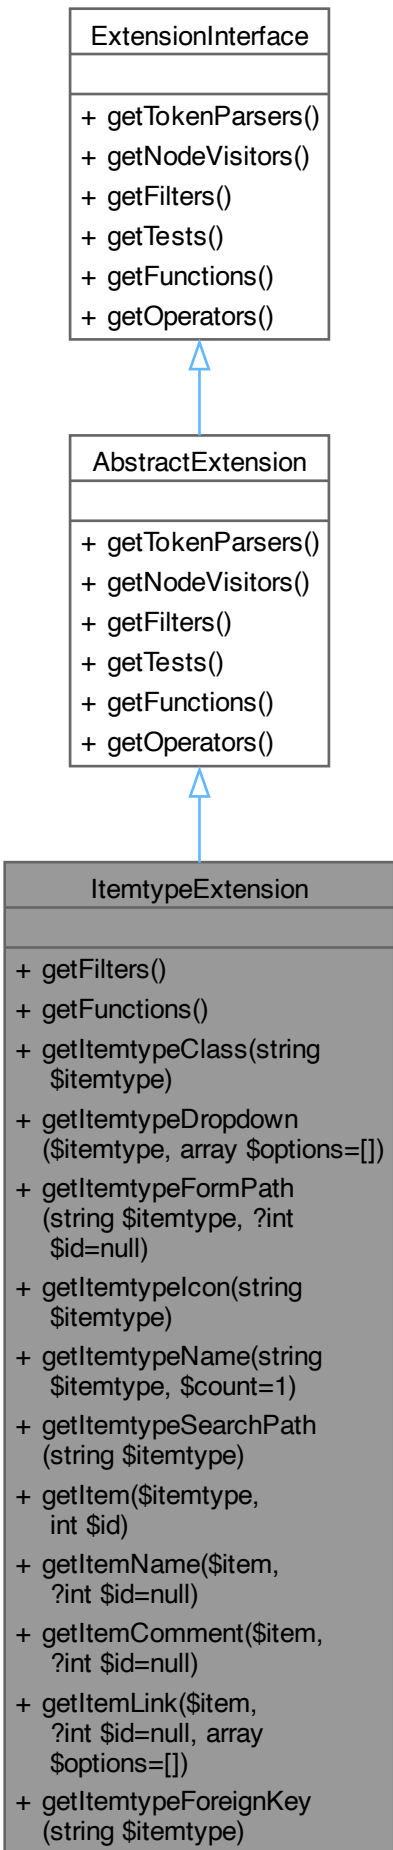 ExtensionInterface
+ getTokenParsers()
+ getNodeVisitors()
+ getFilters()
+ getTests()
+ getFunctions()
+ getOperators()
AbstractExtension
+ getTokenParsers()
+ getNodeVisitors()
+ getFilters()
+ getTests()
+ getFunctions()
+ getOperators()
ItemtypeExtension
+ getFilters()
+ getFunctions()
+ getItemtypeClass(string
$itemtype)
+ getItemtypeDropdown
($itemtype, array $options=[])
+ getItemtypeFormPath
(string $itemtype, ?int
$id=null)
+ getItemtypeIcon(string
$itemtype)
+ getItemtypeName(string
$itemtype, $count=1)
+ getItemtypeSearchPath
(string $itemtype)
+ getItem($itemtype,
int $id)
+ getItemName($item,
?int $id=null)
+ getItemComment($item,
?int $id=null)
+ getItemLink($item,
?int $id=null, array
$options=[])
+ getItemtypeForeignKey
(string $itemtype)